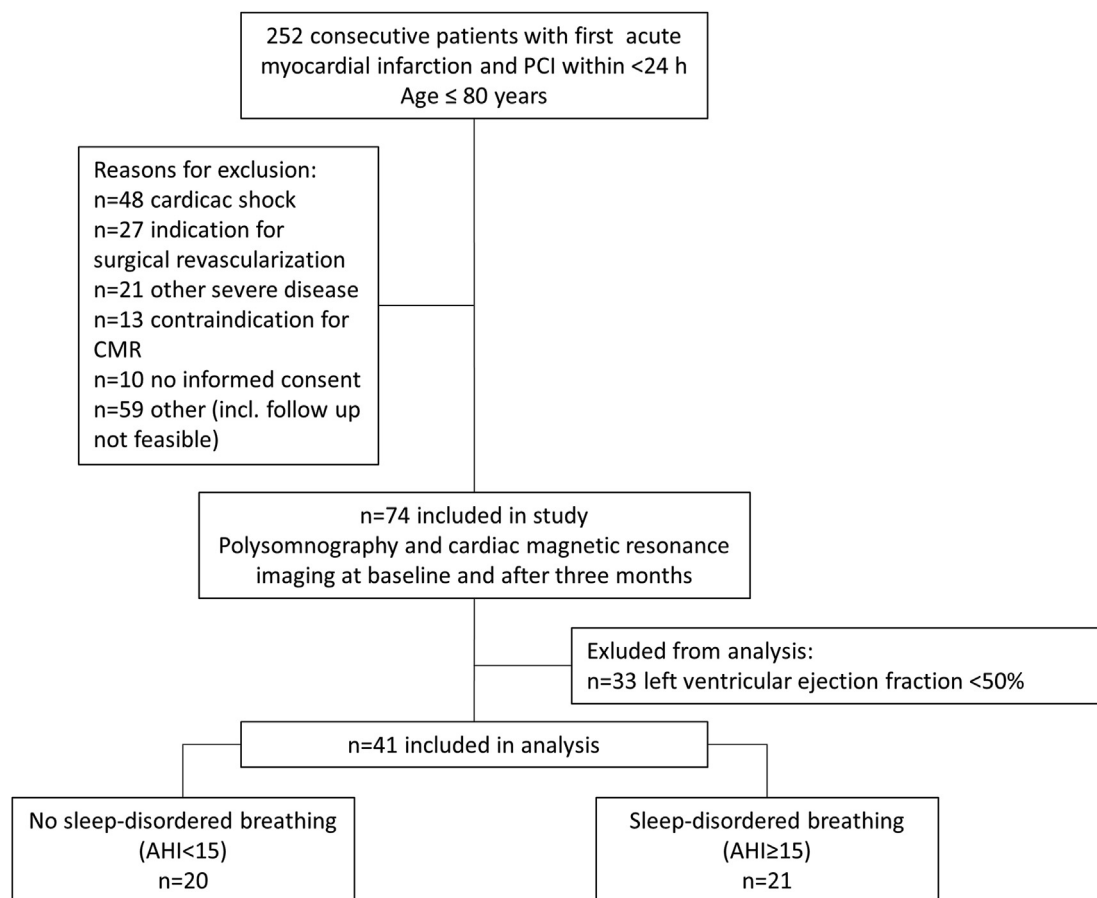 252 consecutive patients with first acute
myocardial infarction and PCI within <24 h
Age ≤ 80 years
Reasons for exclusion:
n=48 cardicac shock
n=27 indication for
surgical revascularization
n=21 other severe disease
n=13 contraindication for
CMR
n=10 no informed consent
n=59 other (incl. follow up
not feasible)
n=74 included in study
Polysomnography and cardiac magnetic resonance
imaging at baseline and after three months
Exluded from analysis:
n=33 left ventricular ejection fraction <50%
n=41 included in analysis
No sleep-disordered breathing
(AHI<15)
n=20
Sleep-disordered breathing
(AHI≥15)
n=21